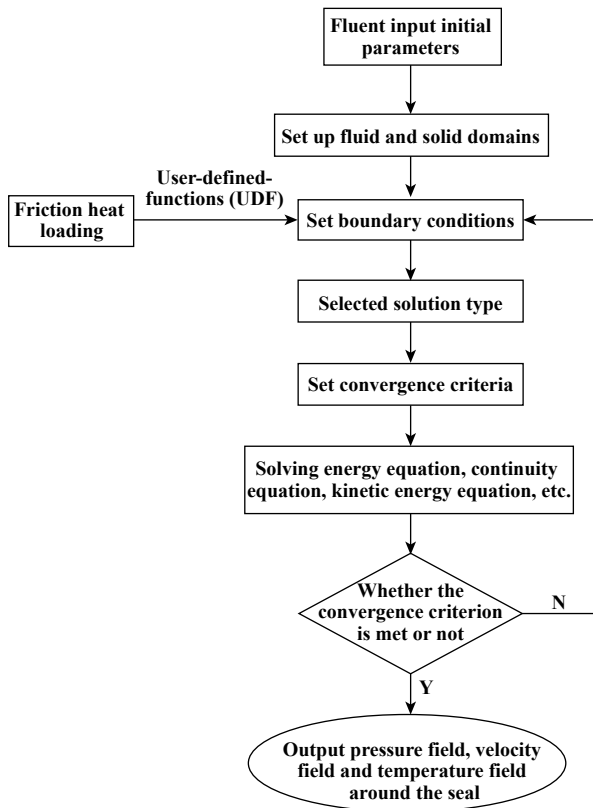 Fluent input initial
parameters
Set up fluid and solid domains
User-defined-
functions (UDF)
Friction heat
loading
Set boundary conditions
Selected solution type
Set convergence criteria
Solving energy equation, continuity
equation, kinetic energy equation, etc.
Whether the
convergence criterion
is met or not
N
Y
Output pressure field, velocity
field and temperature field
around the seal